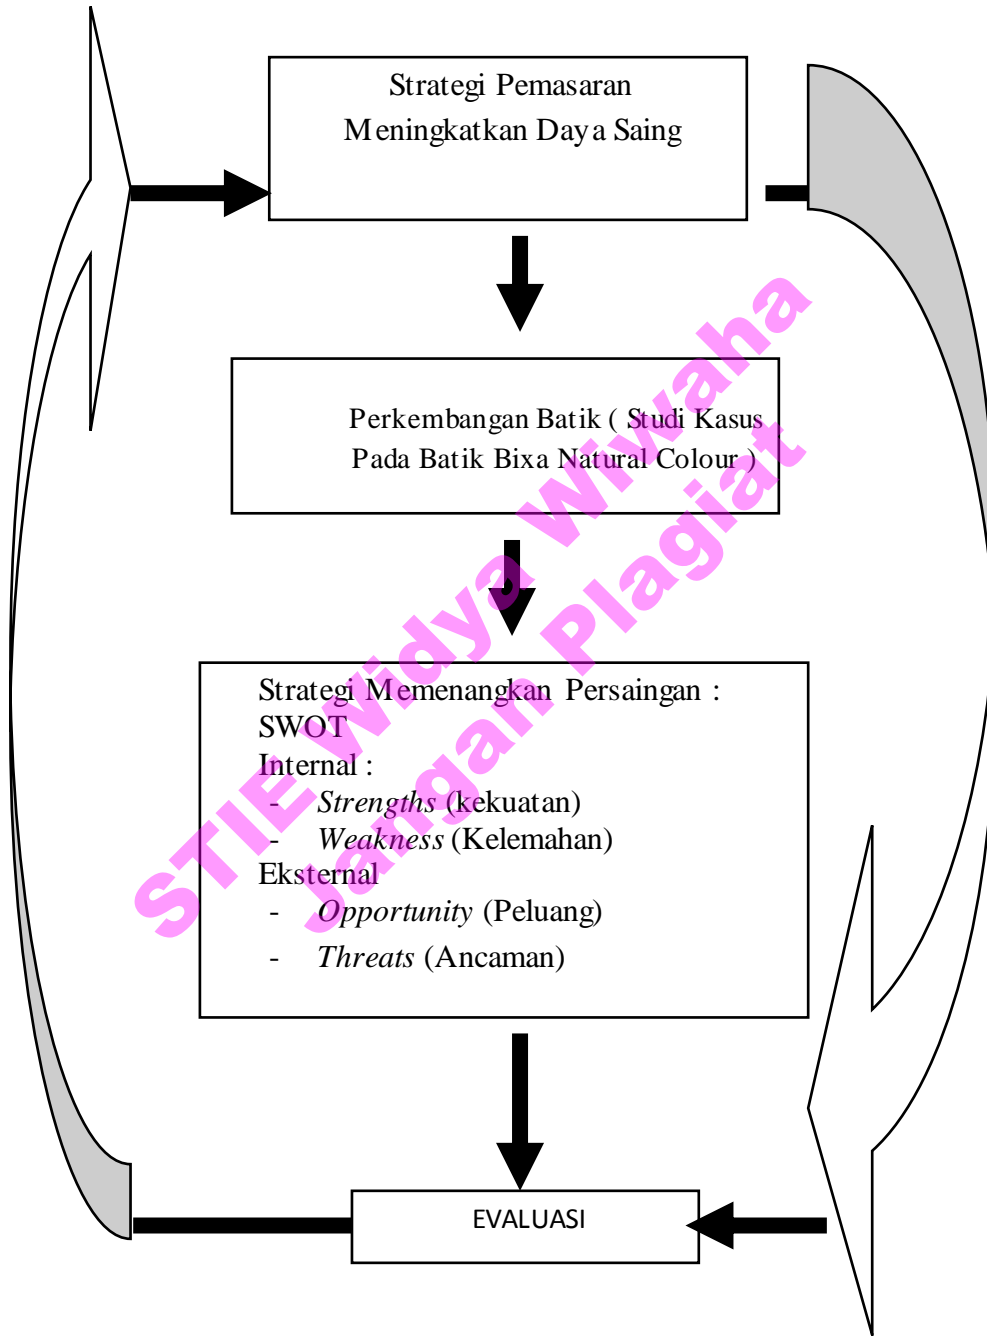 Strategi Pemasaran
Meningkatkan Daya Saing
Perkembangan Batik ( Studi Kasus
Pada Batik Bixa Natural Colour )
Strategi Memenangkan Persaingan :
SWOT
Internal :
- Strengths (kekuatan)
- Weakness (Kelemahan)
Eksternal
- Opportunity (Peluang)
- Threats (Ancaman)
EVALUASI
STIE Widya Wiwaha
Jangan Plagiat